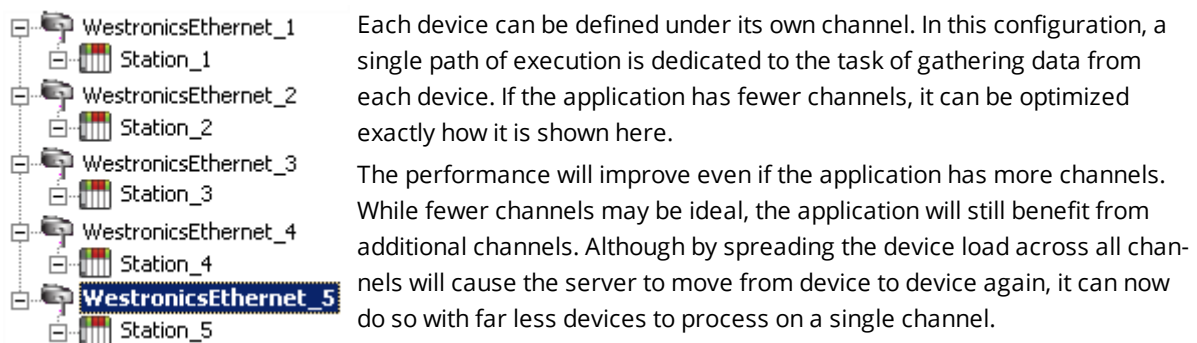 WestronicsEthernet_1
Station_1
WestronicsEthernet_2
Station_2
WestronicsEthernet_3
Station_3
WestronicsEthernet_4
Station_4
WestronicsEthernet_5
Station_5
Each device can be defined under its own channel. In this configuration, a
single path of execution is dedicated to the task of gathering data from
each device. If the application has fewer channels, it can be optimized
exactly how it is shown here.
The performance will improve even if the application has more channels.
While fewer channels may be ideal, the application will still benefit from
additional channels. Although by spreading the device load across all chan-
nels will cause the server to move from device to device again, it can now
do so with far less devices to process on a single channel.